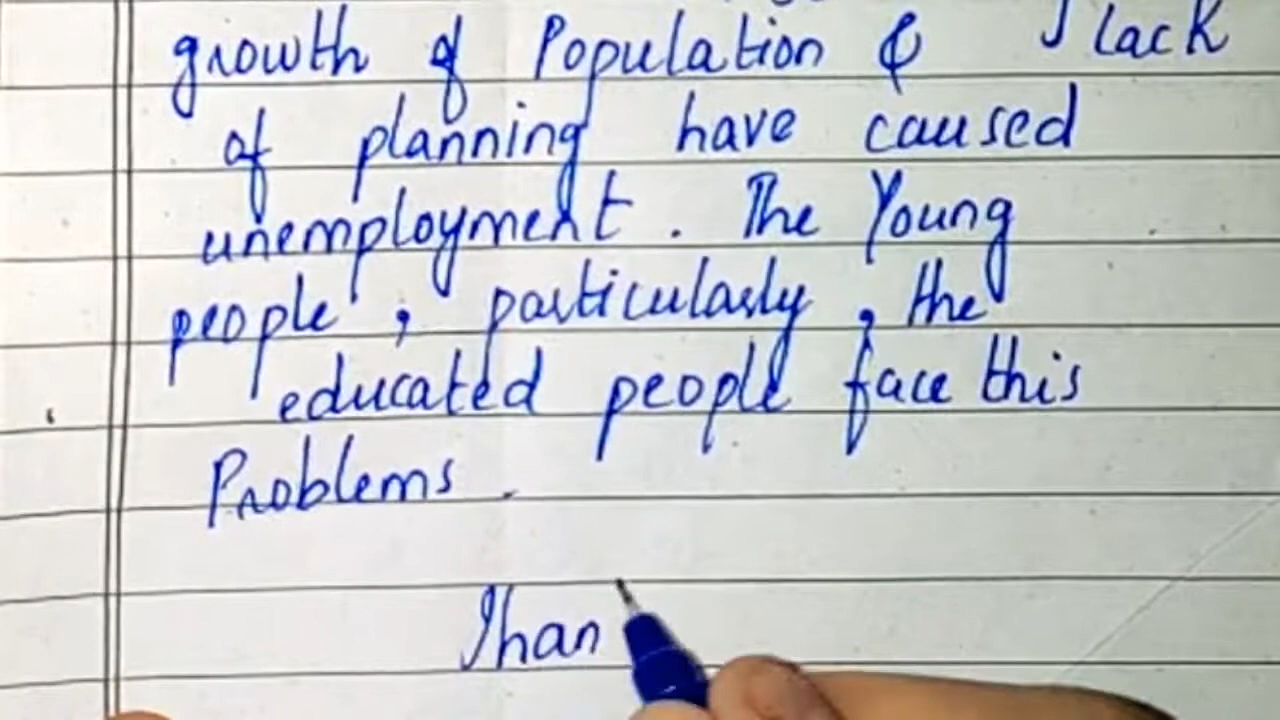 growth of Population & lack
of planning have caused
unemployment. The Young
people, particularly, the
educated people face this
Problems.
Than